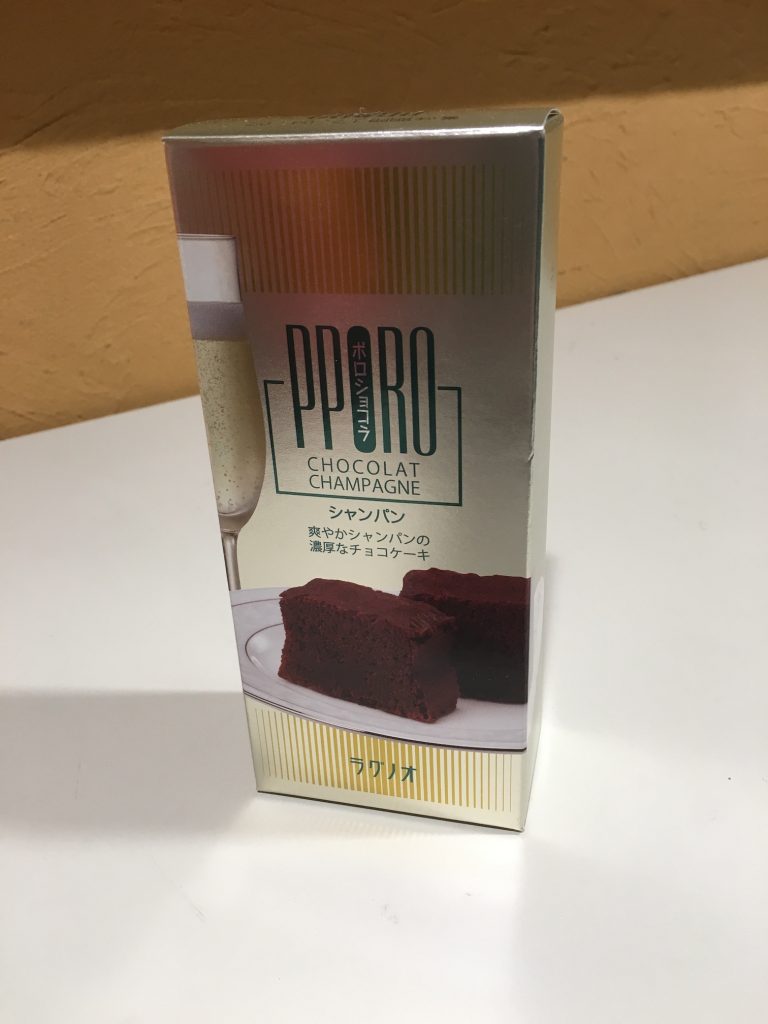 PPORO
ポロショコラ
CHOCOLAT
CHAMPAGNE
シャンパン
爽やかシャンパンの
濃厚なチョコケーキ
ラグノオ